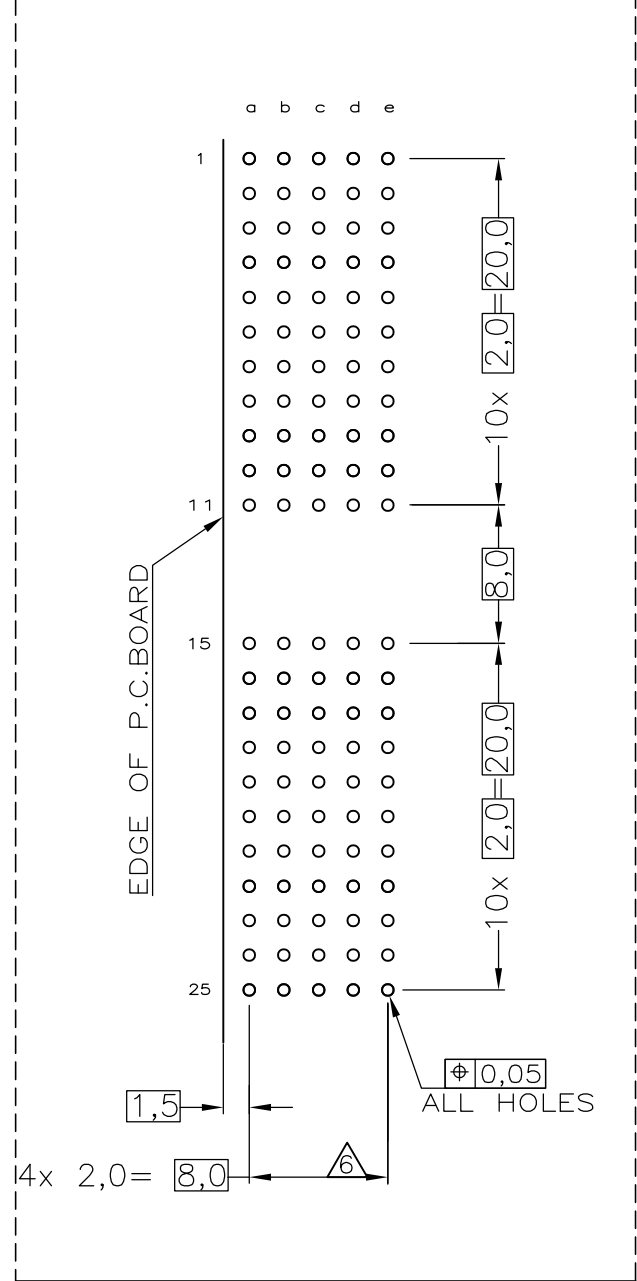 a b c d e
1
10x 2,0=20,0
11
8,0
EDGE OF P.C.BOARD
15
10x 2,0=20,0
25
⌖ 0,05
ALL HOLES
1,5
4x 2,0= 8,0
6